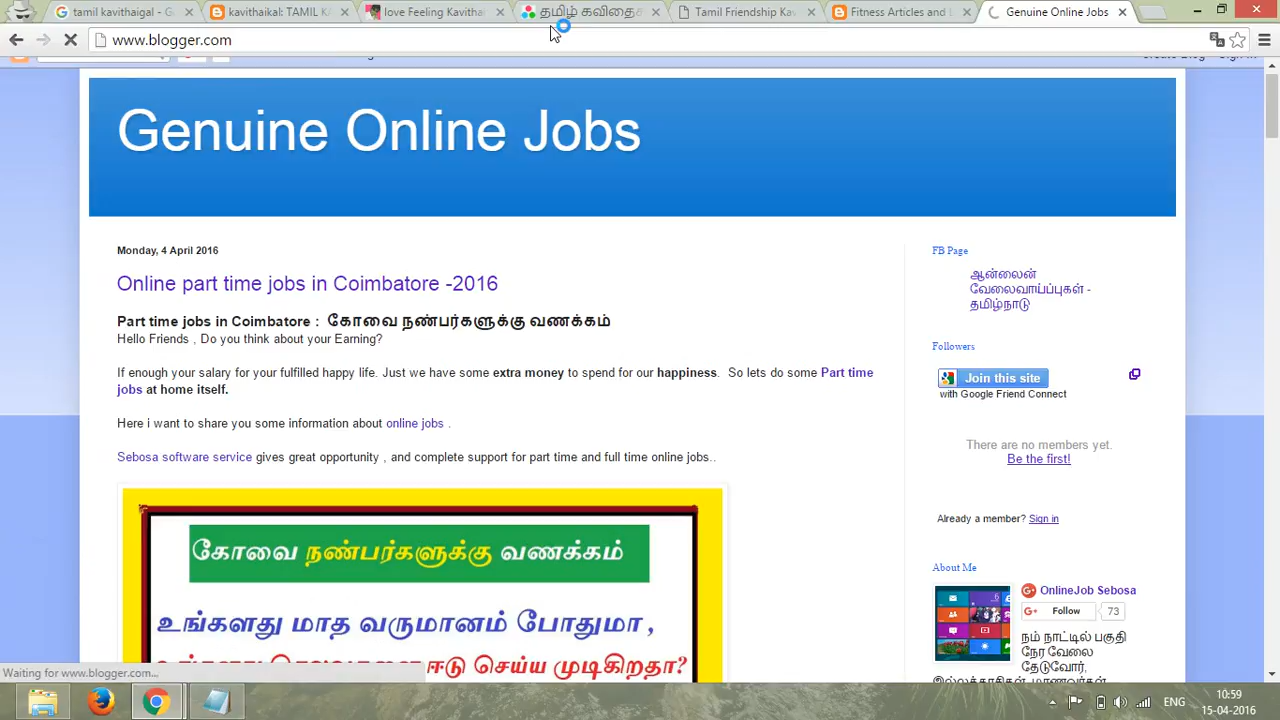 tamil kavithaigal - G
kavithaikal: TAMIL KA
love Feeling Kavitha
தமிழ் கவிதைக
Tamil Friendship Kav
Fitness Articles and L
Genuine Online Jobs
www.blogger.com
Genuine Online Jobs
Monday, 4 April 2016
Online part time jobs in Coimbatore -2016
Part time jobs in Coimbatore : கோவை நண்பர்களுக்கு வணக்கம்
Hello Friends , Do you think about your Earning?
If enough your salary for your fulfilled happy life. Just we have some extra money to spend for our happiness. So lets do some Part time
jobs at home itself.
Here i want to share you some information about online jobs .
Sebosa software service gives great opportunity , and complete support for part time and full time online jobs..
கோவை நண்பர்களுக்கு வணக்கம்
உங்களது மாத வருமானம் போதுமா ,
ஈடு செய்ய முடிகிறதா?
FB Page
ஆன்லைன்
வேலைவாய்ப்புகள் -
தமிழ்நாடு
Followers
Join this site
with Google Friend Connect
There are no members yet.
Be the first!
Already a member? Sign in
About Me
OnlineJob Sebosa
Follow 73
நம் நாட்டில் பகுதி
நேர வேலை
தேடுவோர்,
Waiting for www.blogger.com...
ENG
10:59
15-04-2016